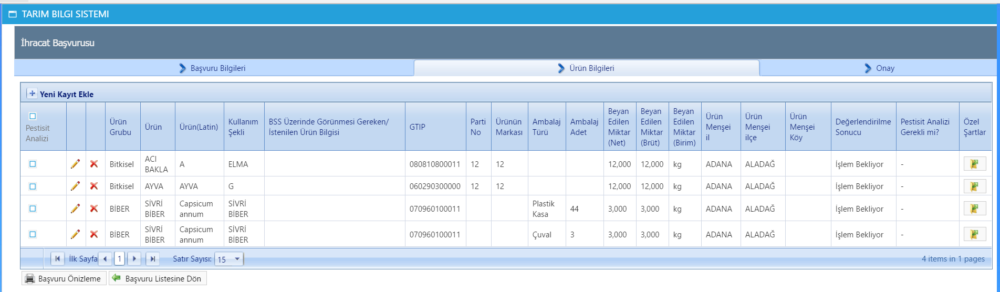 TARIM BILGI SISTEMI
İhracat Başvurusu
Başvuru Bilgileri
Ürün Bilgileri
Onay
Yeni Kayıt Ekle
Pestisit Analizi
Ürün Grubu
Ürün
Ürün(Latin)
Kullanım Şekli
BSS Üzerinde Görünmesi Gereken/ İstenilen Ürün Bilgisi
GTIP
Parti No
Ürünün Markası
Ambalaj Türü
Ambalaj Adet
Beyan Edilen Miktar (Net)
Beyan Edilen Miktar (Brüt)
Beyan Edilen Miktar (Birim)
Ürün Menşei il
Ürün Menşei ilçe
Ürün Menşei Köy
Değerlendirilme Sonucu
Pestisit Analizi Gerekli mi?
Özel Şartlar
Bitkisel ACI BAKLA A ELMA 080810800011 12 12 12,000 12,000 kg ADANA ALADAĞ İşlem Bekliyor -
Bitkisel AYVA AYVA G 060290300000 12 12 12,000 12,000 kg ADANA ALADAĞ İşlem Bekliyor -
BİBER SİVRİ BİBER Capsicum annum SİVRİ BİBER 070960100011 Plastik Kasa 44 3,000 3,000 kg ADANA ALADAĞ İşlem Bekliyor -
BİBER SİVRİ BİBER Capsicum annum SİVRİ BİBER 070960100011 Çuval 3 3,000 3,000 kg ADANA ALADAĞ İşlem Bekliyor -
İlk Sayfa 1 Satır Sayısı: 15 4 items in 1 pages
Başvuru Önizleme Başvuru Listesine Dön